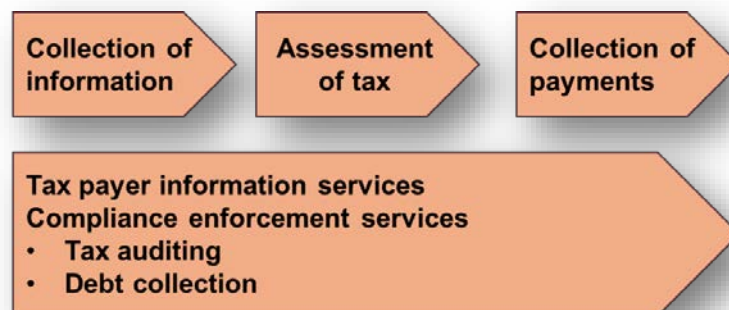 Collection of
information
Assessment
of tax
Collection of
payments
Tax payer information services
Compliance enforcement services
• Tax auditing
• Debt collection